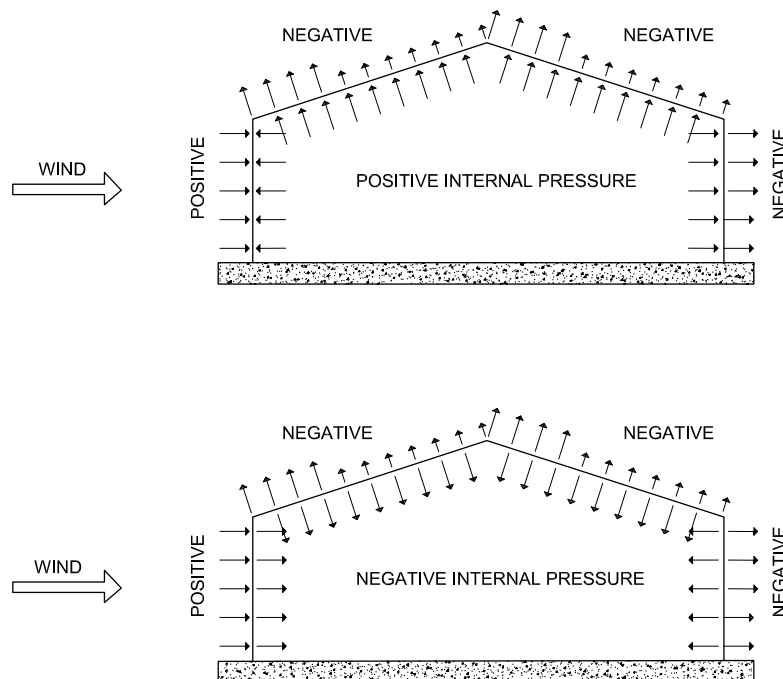 NEGATIVE
NEGATIVE
WIND
POSITIVE
POSITIVE INTERNAL PRESSURE
NEGATIVE
NEGATIVE
NEGATIVE
WIND
POSITIVE
NEGATIVE INTERNAL PRESSURE
NEGATIVE